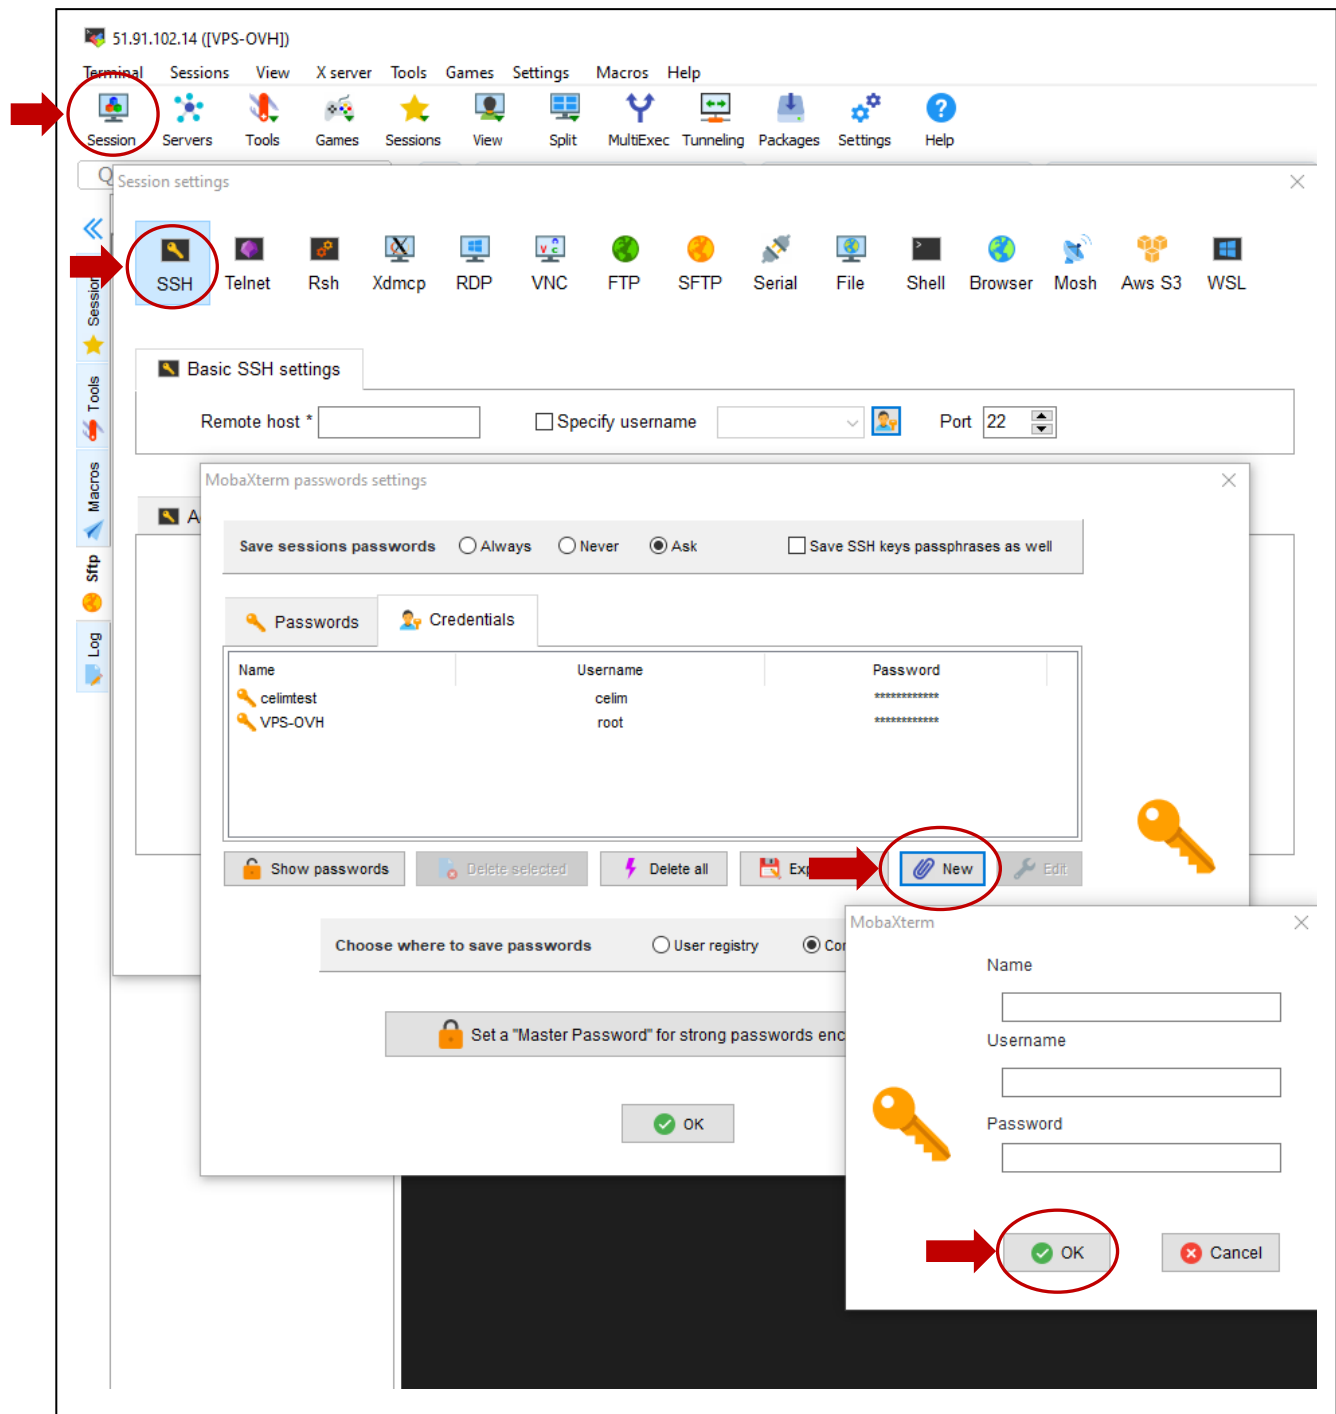 51.91.102.14 ([VPS-OVH])
Terminal Sessions View X server Tools Games Settings Macros Help
Session Servers Tools Games Sessions View Split MultiExec Tunneling Packages Settings Help
Session settings
SSH Telnet Rsh Xdmcp RDP VNC FTP SFTP Serial File Shell Browser Mosh Aws S3 WSL
Session
Tools
Macros
Sftp
Log
Basic SSH settings
Remote host * Specify username Port 22
MobaXterm passwords settings
Save sessions passwords Always Never Ask Save SSH keys passphrases as well
Passwords Credentials
Name Username Password
celimtest celim ************
VPS-OVH root ************
Show passwords Delete selected Delete all New Edit
Choose where to save passwords User registry
Set a "Master Password" for strong passwords enc
OK
MobaXterm
Name
Username
Password
OK Cancel